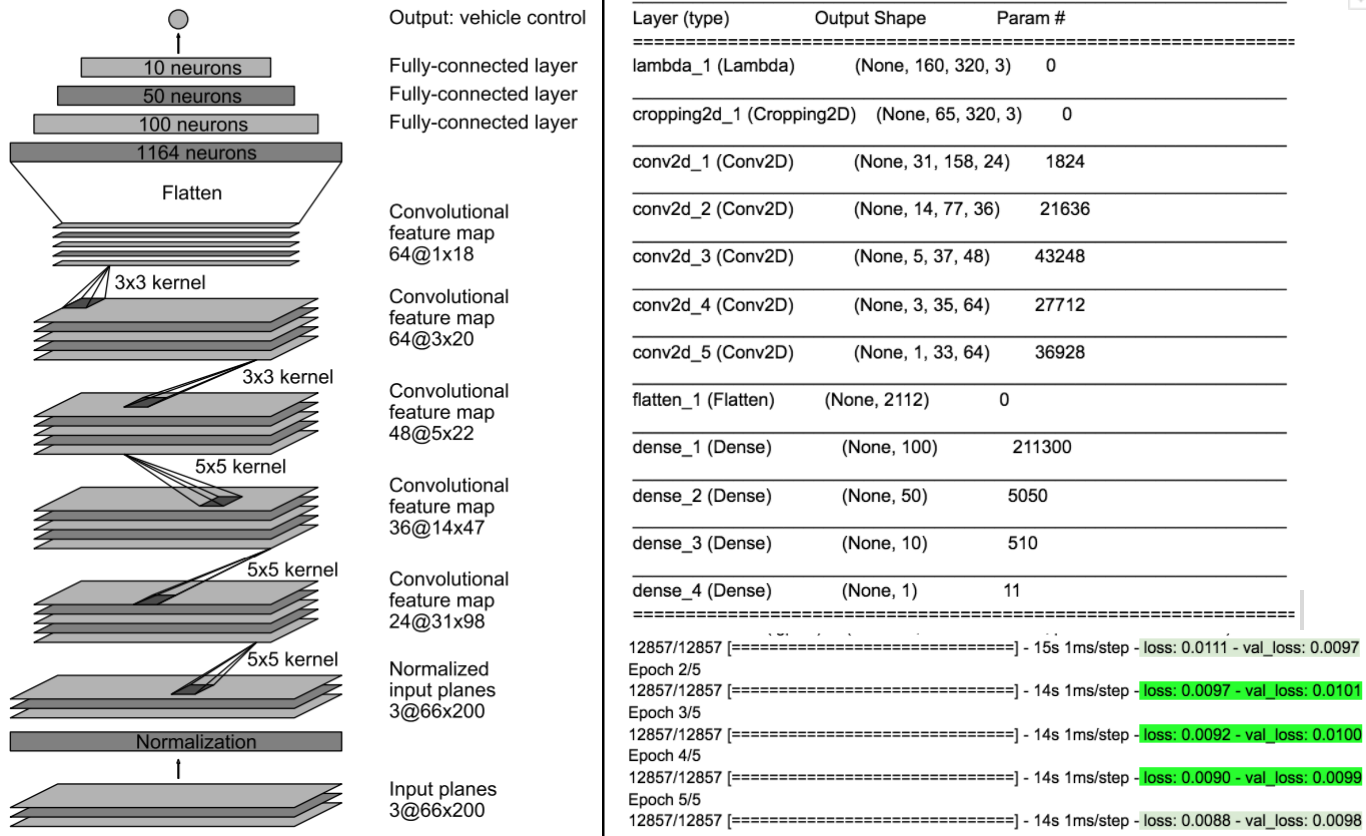 Output: vehicle control
10 neurons
Fully-connected layer
50 neurons
Fully-connected layer
100 neurons
Fully-connected layer
1164 neurons
Flatten
Convolutional
feature map
64@1x18
3x3 kernel
Convolutional
feature map
64@3x20
3x3 kernel
Convolutional
feature map
48@5x22
5x5 kernel
Convolutional
feature map
36@14x47
5x5 kernel
Convolutional
feature map
24@31x98
5x5 kernel
Normalized
input planes
3@66x200
Normalization
Input planes
3@66x200
Layer (type) Output Shape Param #
=================================================================
lambda_1 (Lambda) (None, 160, 320, 3) 0
cropping2d_1 (Cropping2D) (None, 65, 320, 3) 0
conv2d_1 (Conv2D) (None, 31, 158, 24) 1824
conv2d_2 (Conv2D) (None, 14, 77, 36) 21636
conv2d_3 (Conv2D) (None, 5, 37, 48) 43248
conv2d_4 (Conv2D) (None, 3, 35, 64) 27712
conv2d_5 (Conv2D) (None, 1, 33, 64) 36928
flatten_1 (Flatten) (None, 2112) 0
dense_1 (Dense) (None, 100) 211300
dense_2 (Dense) (None, 50) 5050
dense_3 (Dense) (None, 10) 510
dense_4 (Dense) (None, 1) 11
=================================================================
12857/12857 [==============================] - 15s 1ms/step - loss: 0.0111 - val_loss: 0.0097
Epoch 2/5
12857/12857 [==============================] - 14s 1ms/step - loss: 0.0097 - val_loss: 0.0101
Epoch 3/5
12857/12857 [==============================] - 14s 1ms/step - loss: 0.0092 - val_loss: 0.0100
Epoch 4/5
12857/12857 [==============================] - 14s 1ms/step - loss: 0.0090 - val_loss: 0.0099
Epoch 5/5
12857/12857 [==============================] - 14s 1ms/step - loss: 0.0088 - val_loss: 0.0098